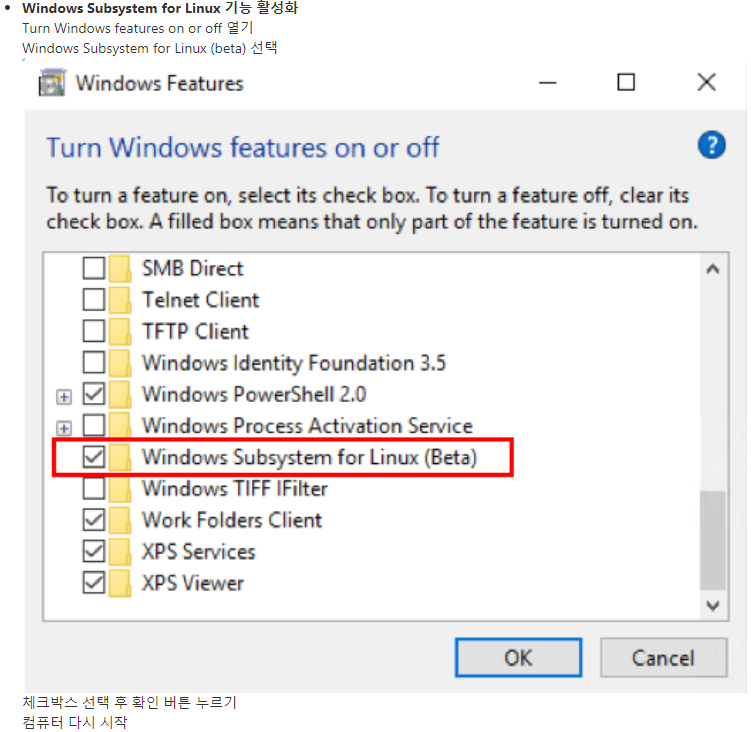 Windows Subsystem for Linux 기능 활성화
Turn Windows features on or off 열기
Windows Subsystem for Linux (beta) 선택
Windows Features
Turn Windows features on or off
To turn a feature on, select its check box. To turn a feature off, clear its
check box. A filled box means that only part of the feature is turned on.
SMB Direct
Telnet Client
TFTP Client
Windows Identity Foundation 3.5
Windows PowerShell 2.0
Windows Process Activation Service
Windows Subsystem for Linux (Beta)
Windows TIFF IFilter
Work Folders Client
XPS Services
XPS Viewer
OK
Cancel
체크박스 선택 후 확인 버튼 누르기
컴퓨터 다시 시작